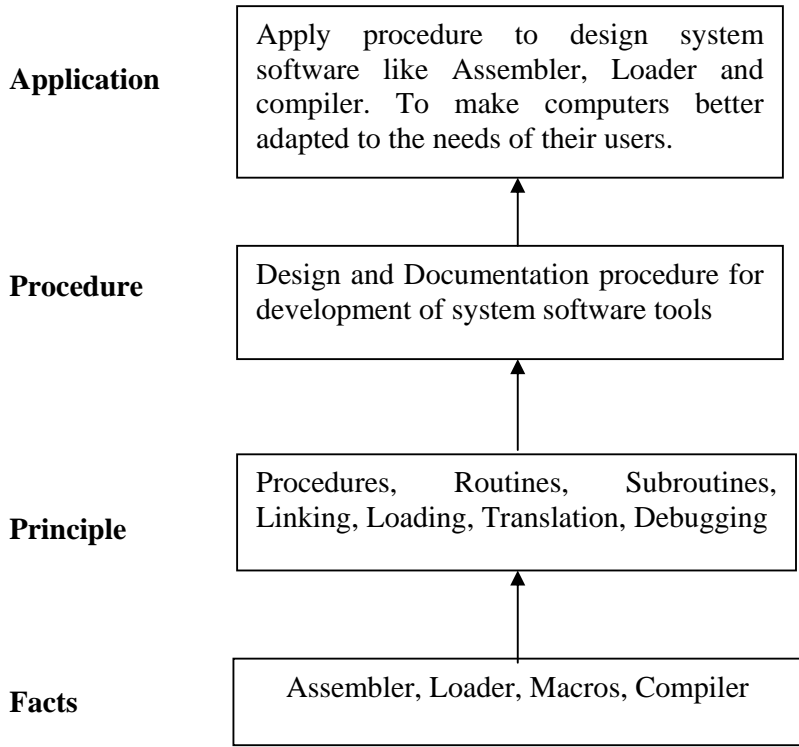 Application
Apply procedure to design system
software like Assembler, Loader and
compiler. To make computers better
adapted to the needs of their users.
Procedure
Design and Documentation procedure for
development of system software tools
Principle
Procedures, Routines, Subroutines,
Linking, Loading, Translation, Debugging
Facts
Assembler, Loader, Macros, Compiler